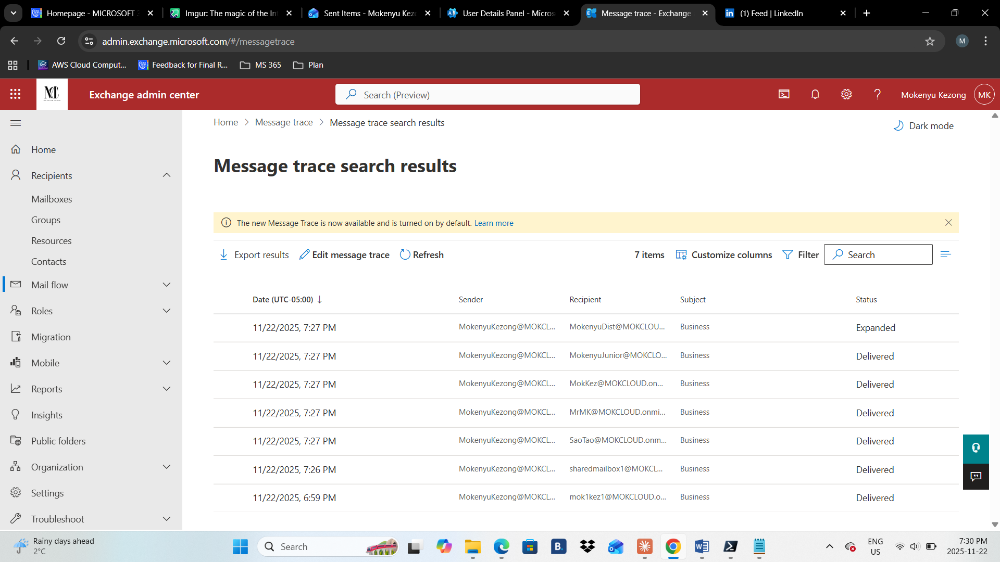 Homepage - MICROSOFT 3
Imgur: The magic of the Int
Sent Items - Mokenyu Kezo
User Details Panel - Micros
Message trace - Exchange
(1) Feed | LinkedIn
admin.exchange.microsoft.com/#/messagetrace
M
AWS Cloud Comput...
Feedback for Final R...
MS 365
Plan
Exchange admin center
Search (Preview)
Mokenyu Kezong
MK
Home
Message trace
Message trace search results
Dark mode
Home
Recipients
Mailboxes
Groups
Resources
Contacts
Mail flow
Roles
Migration
Mobile
Reports
Insights
Public folders
Organization
Settings
Troubleshoot
Message trace search results
The new Message Trace is now available and is turned on by default. Learn more
Export results Edit message trace Refresh 7 items Customize columns Filter Search
Date (UTC-05:00) ↓ Sender Recipient Subject Status
11/22/2025, 7:27 PM MokenyuKezong@MOKCL... MokenyuDist@MOKCLOU... Business Expanded
11/22/2025, 7:27 PM MokenyuKezong@MOKCL... MokenyuJunior@MOKCLO... Business Delivered
11/22/2025, 7:27 PM MokenyuKezong@MOKCL... MokKez@MOKCLOUD.on... Business Delivered
11/22/2025, 7:27 PM MokenyuKezong@MOKCL... MrMK@MOKCLOUD.onmi... Business Delivered
11/22/2025, 7:27 PM MokenyuKezong@MOKCL... SaoTao@MOKCLOUD.onm... Business Delivered
11/22/2025, 7:26 PM MokenyuKezong@MOKCL... sharedmailbox1@MOKCL... Business Delivered
11/22/2025, 6:59 PM MokenyuKezong@MOKCL... mok1kez1@MOKCLOUD.o... Business Delivered
Rainy days ahead
2°C
Search
B.
ENG
US
7:30 PM
2025-11-22